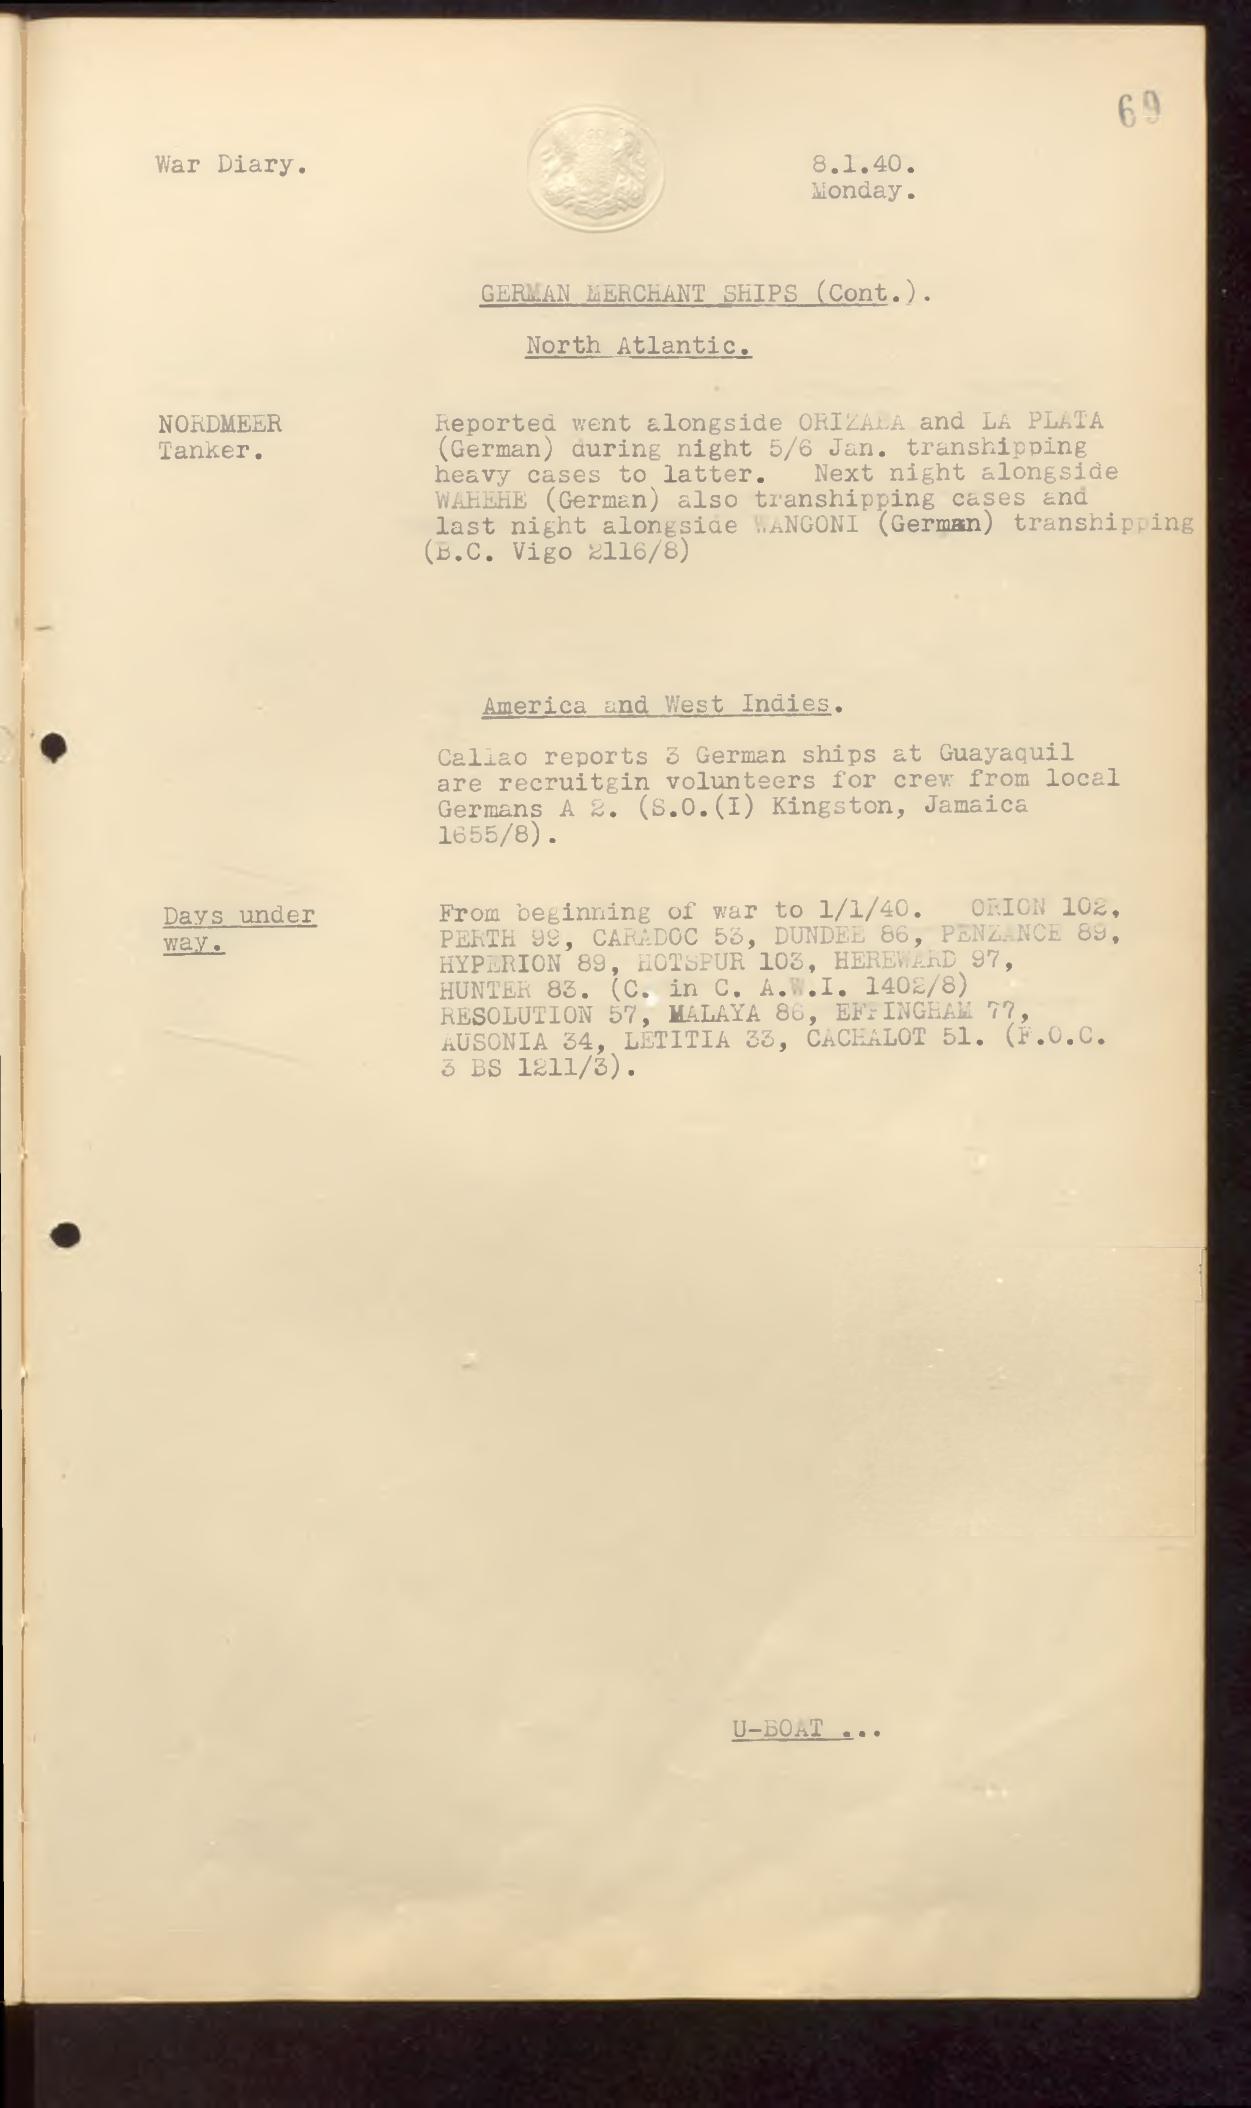 69
War Diary.
8.1.40.
Monday.
GERMAN MERCHANT SHIPS (Cont.).
North Atlantic.
NORDMEER
Tanker.
Reported went alongside ORIZABA and LA PLATA
(German) during night 5/6 Jan. transhipping
heavy cases to latter. Next night alongside
WAHEHE (German) also transhipping cases and
last night alongside WANGONI (German) transhipping
(B.C. Vigo 2116/8)
America and West Indies.
Callao reports 3 German ships at Guayaquil
are recruitgin volunteers for crew from local
Germans A 2. (S.O.(I) Kingston, Jamaica
1655/8).
Days under
way.
From beginning of war to 1/1/40. ORION 102,
PERTH 92, CARADOC 53, DUNDEE 86, PENZANCE 89,
HYPERION 89, HOTSPUR 103, HEREWARD 97,
HUNTER 83. (C. in C. A.W.I. 1402/8)
RESOLUTION 57, MALAYA 86, EFFINGHAM 77,
AUSONIA 34, LETITIA 33, CACHALOT 51. (F.O.C.
3 BS 1211/3).
U-BOAT ...